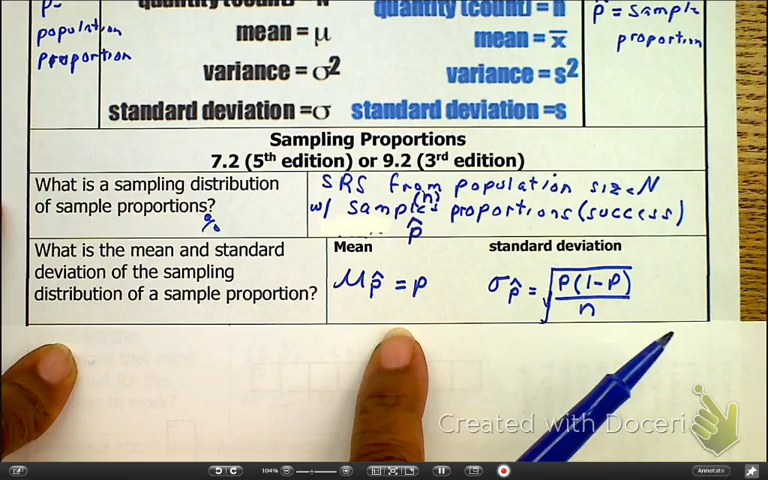 p=
population
proportion
quantity (count) = N
mean = μ
variance = σ²
standard deviation =σ
quantity (count) = n
mean = x̅
variance = s²
standard deviation =s
p̂ = sample
proportion
Sampling Proportions
7.2 (5th edition) or 9.2 (3rd edition)
What is a sampling distribution
of sample proportions?
%
SRS from population size N
(n)
w/ samples proportions (success)
p̂
What is the mean and standard
deviation of the sampling
distribution of a sample proportion?
Mean
μp̂ = p
standard deviation
σp̂ = √(p(1-p)/n)
Created with Doceri
104%
Annotate